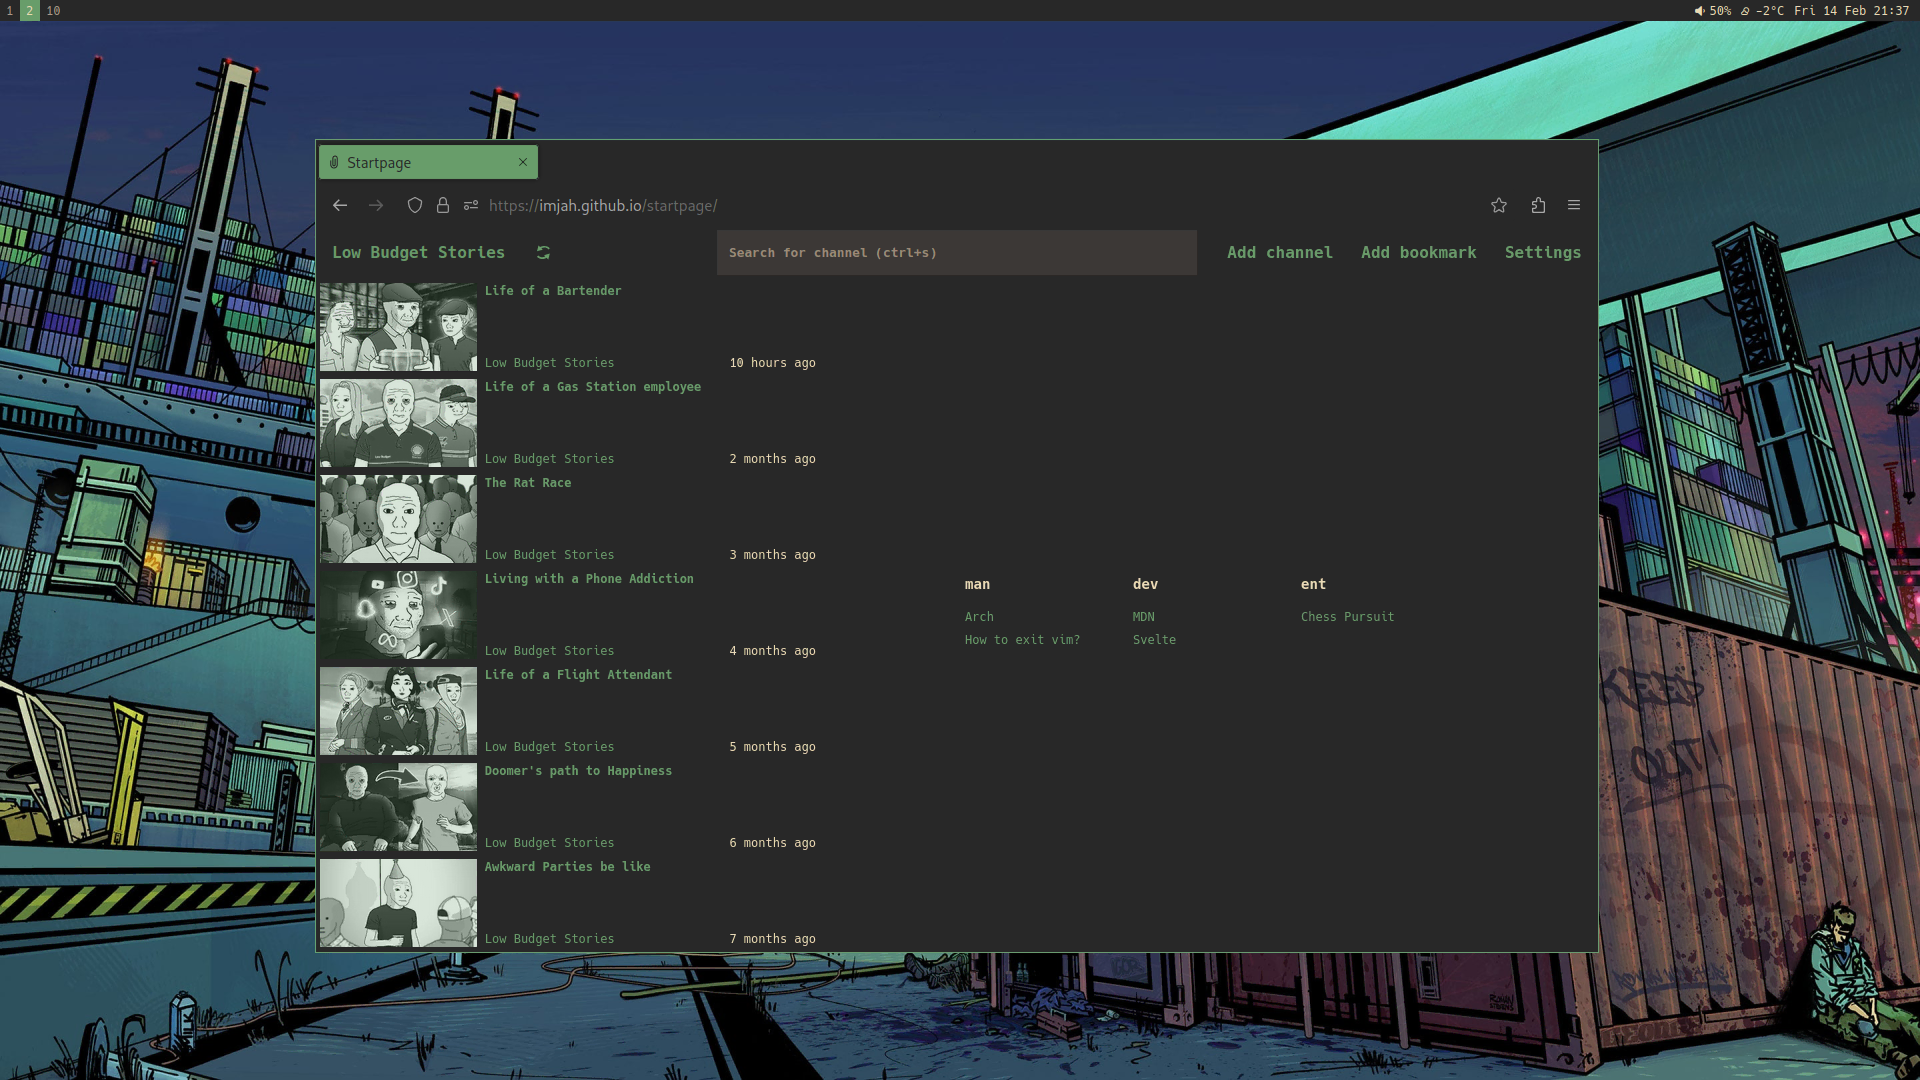 1 2 10
50% -2°C Fri 14 Feb 21:37
Startpage
https://imjah.github.io/startpage/
Low Budget Stories
Search for channel (ctrl+s)
Add channel Add bookmark Settings
Life of a Bartender
Low Budget Stories 10 hours ago
Life of a Gas Station employee
Low Budget Stories 2 months ago
The Rat Race
Low Budget Stories 3 months ago
Living with a Phone Addiction
Low Budget Stories 4 months ago
Life of a Flight Attendant
Low Budget Stories 5 months ago
Doomer's path to Happiness
Low Budget Stories 6 months ago
Awkward Parties be like
Low Budget Stories 7 months ago
man dev ent
Arch MDN Chess Pursuit
How to exit vim? Svelte
KEEP
OUT!
MILK